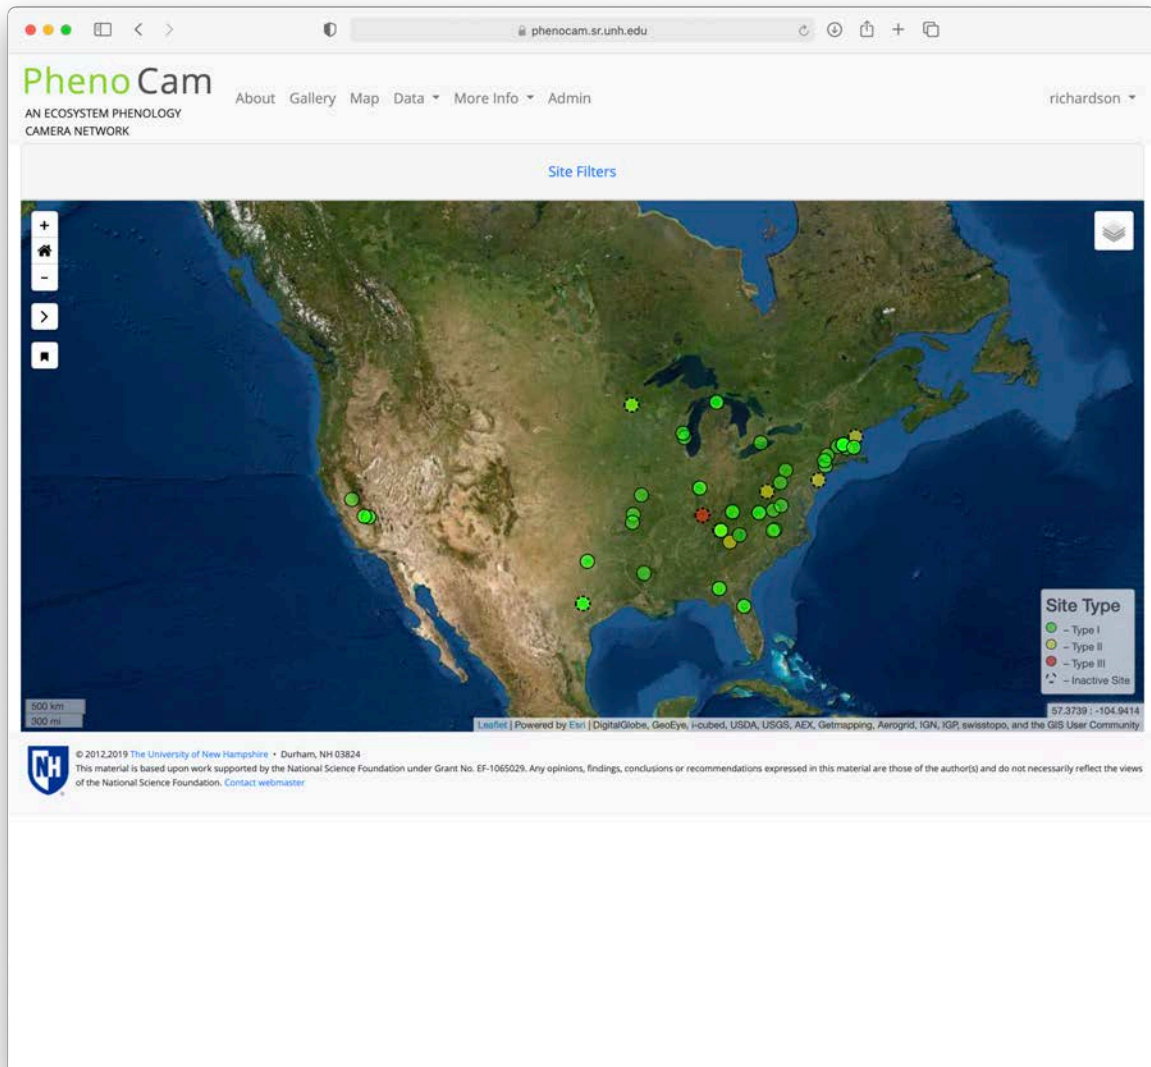 phenocam.sr.unh.edu
PhenoCam
AN ECOSYSTEM PHENOLOGY
CAMERA NETWORK
About Gallery Map Data More Info Admin
richardson
Site Filters
+
-
Site Type
– Type I
– Type II
– Type III
– Inactive Site
500 km
300 mi
57.3739 : -104.9414
Leaflet | Powered by Esri | DigitalGlobe, GeoEye, i-cubed, USDA, USGS, AEX, Getmapping, Aerogrid, IGN, IGP, swisstopo, and the GIS User Community
NH
© 2012,2019 The University of New Hampshire • Durham, NH 03824
This material is based upon work supported by the National Science Foundation under Grant No. EF-1065029. Any opinions, findings, conclusions or recommendations expressed in this material are those of the author(s) and do not necessarily reflect the views
of the National Science Foundation. Contact webmaster